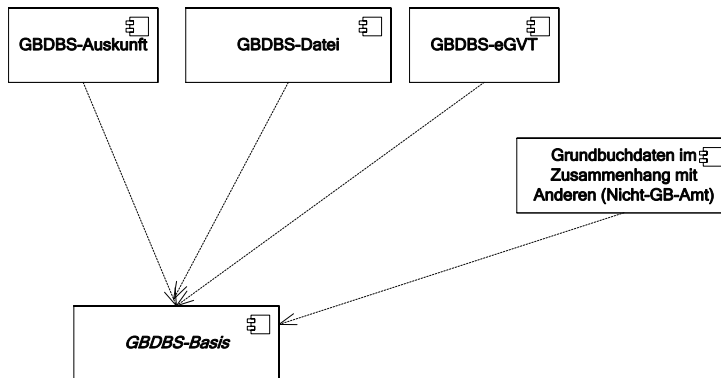 GBDBS-Auskunft
GBDBS-Datei
GBDBS-eGVT
Grundbuchdaten im
Zusammenhang mit
Anderen (Nicht-GB-Amt)
GBDBS-Basis